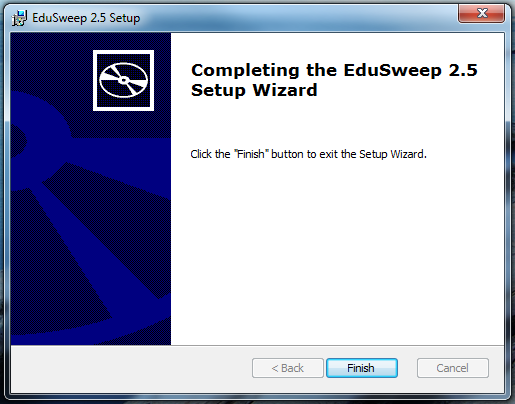 EduSweep 2.5 Setup
Completing the EduSweep 2.5
Setup Wizard
Click the "Finish" button to exit the Setup Wizard.
< Back
Finish
Cancel